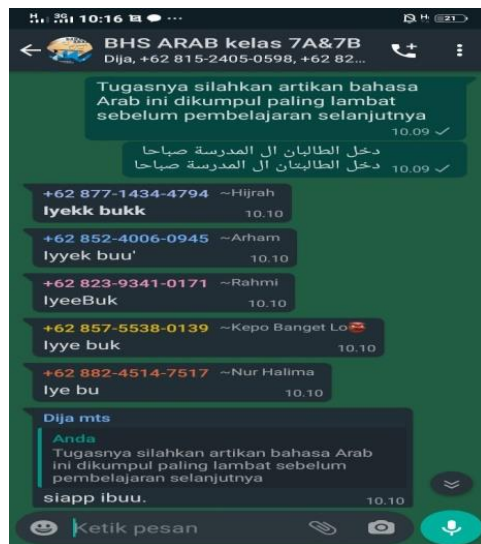 10:16
21
BHS ARAB kelas 7A&7B
Dija, +62 815-2405-0598, +62 82...
Tugasnya silahkan artikan bahasa
Arab ini dikumpul paling lambat
sebelum pembelajaran selanjutnya
10.09
دخل الطالبان ال المدرسة صباحا
دخل الطالبتان ال المدرسة صباحا
10.09
+62 877-1434-4794 ~Hijrah
Iyekk bukk
10.10
+62 852-4006-0945 ~Arham
Iyyek buu'
10.10
+62 823-9341-0171 ~Rahmi
IyeeBuk
10.10
+62 857-5538-0139 ~Kepo Banget Lo
Iyye buk
10.10
+62 882-4514-7517 ~Nur Halima
Iye bu
10.10
Dija mts
Anda
Tugasnya silahkan artikan bahasa Arab
ini dikumpul paling lambat sebelum
pembelajaran selanjutnya
siapp ibuu.
10.10
Ketik pesan